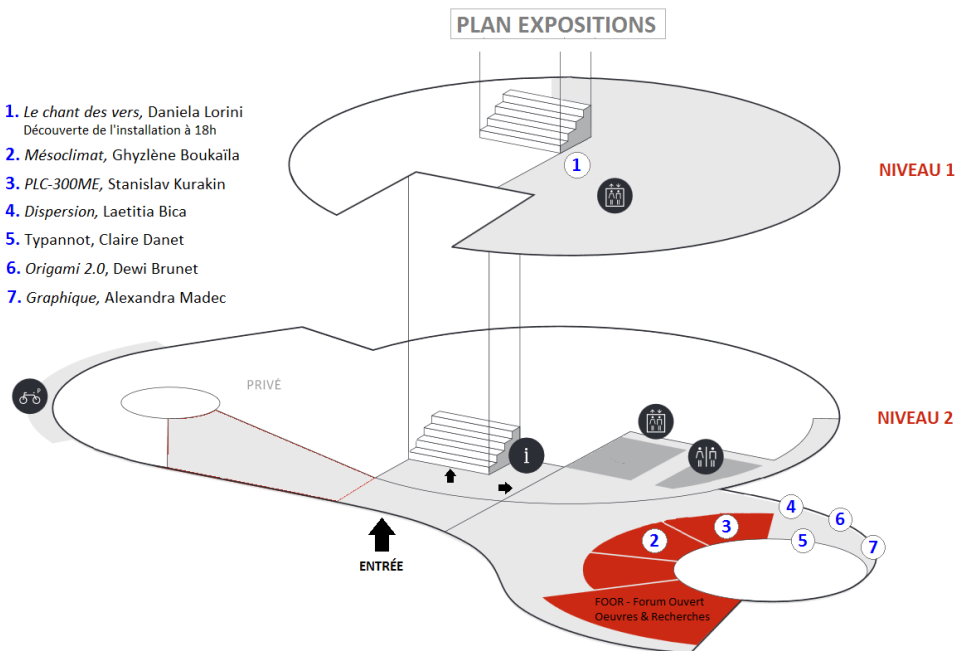 PLAN EXPOSITIONS
1. Le chant des vers, Daniela Lorini
Découverte de l'installation à 18h
2. Mésoclimat, Ghyzlène Boukaïla
3. PLC-300ME, Stanislav Kurakin
4. Dispersion, Laetitia Bica
5. Typannot, Claire Danet
6. Origami 2.0, Dewi Brunet
7. Graphique, Alexandra Madec
1
NIVEAU 1
P
PRIVÉ
NIVEAU 2
i
ENTRÉE
4
6
3
2
5
7
FOOR - Forum Ouvert
Oeuvres & Recherches